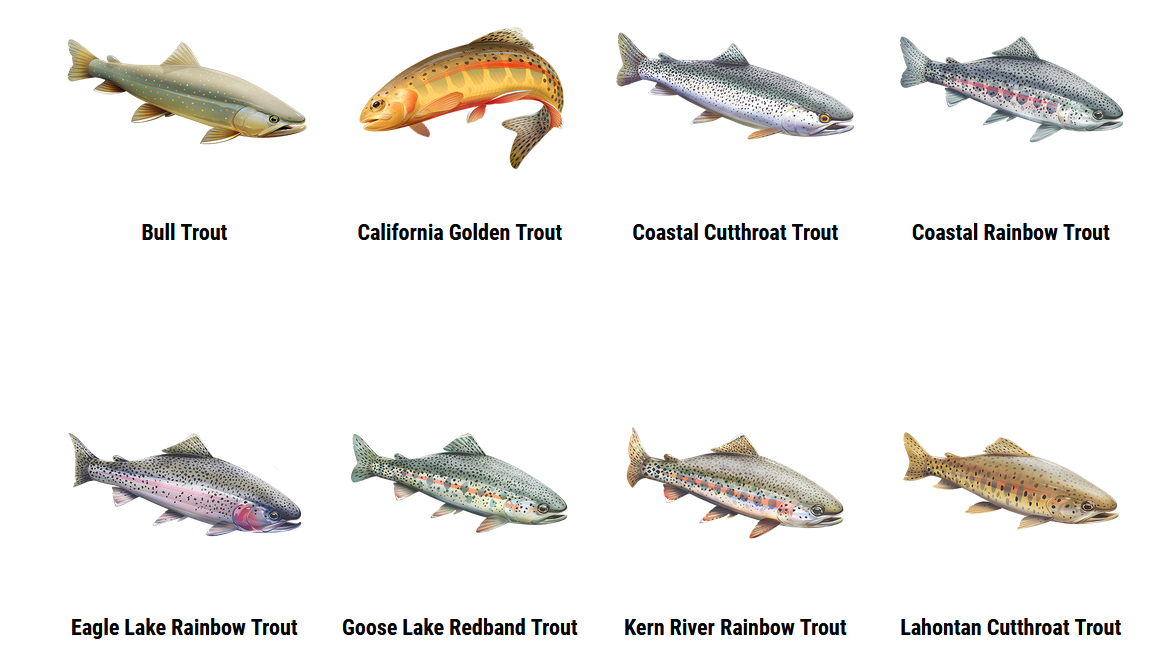 Bull Trout
California Golden Trout
Coastal Cutthroat Trout
Coastal Rainbow Trout
Eagle Lake Rainbow Trout
Goose Lake Redband Trout
Kern River Rainbow Trout
Lahontan Cutthroat Trout